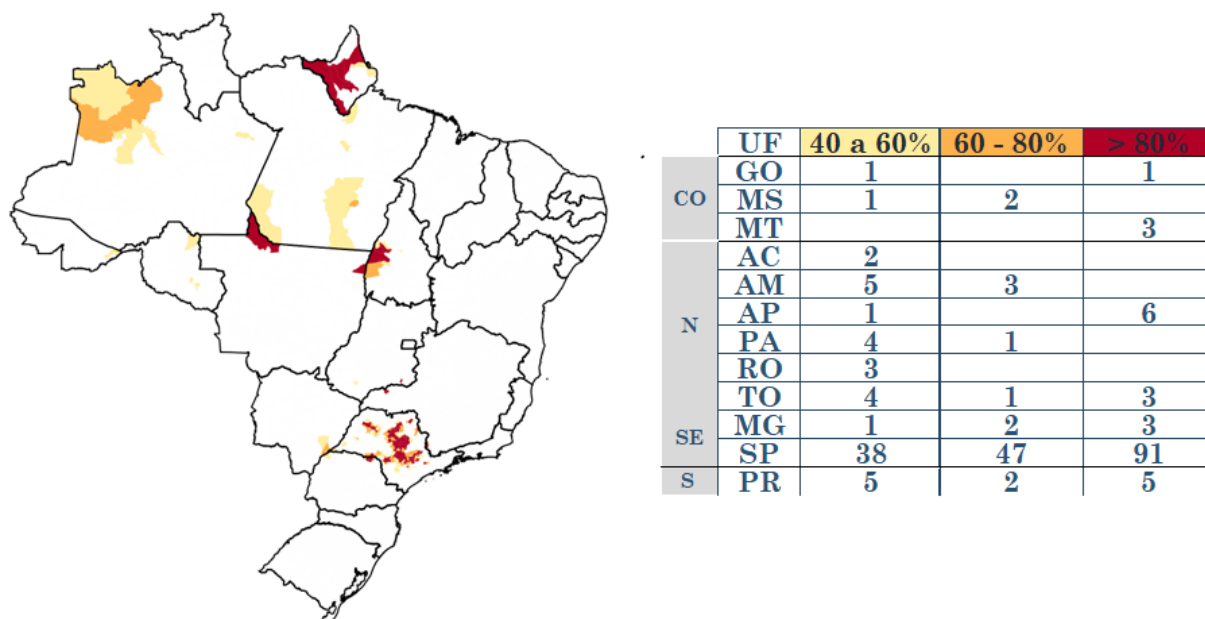 UF 40 a 60% 60 - 80% > 80%
GO 1 1
CO MS 1 2
MT 3
AC 2
AM 5 3
N AP 1 6
PA 4 1
RO 3
TO 4 1 3
SE MG 1 2 3
SP 38 47 91
S PR 5 2 5